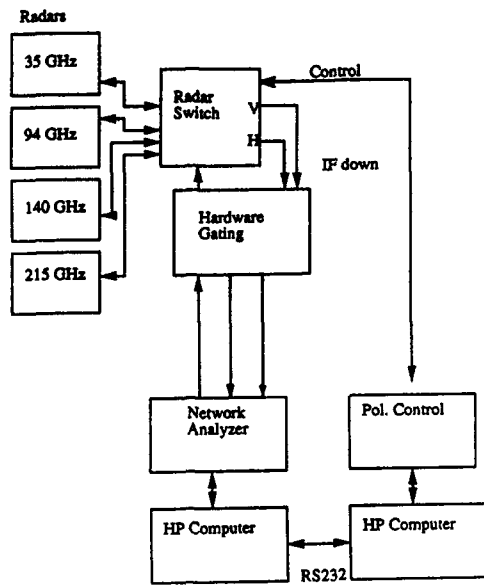 Radars
35 GHz
94 GHz
140 GHz
215 GHz
Radar
Switch
V
H
Control
IF down
Hardware
Gating
Network
Analyzer
Pol. Control
HP Computer
HP Computer
RS232